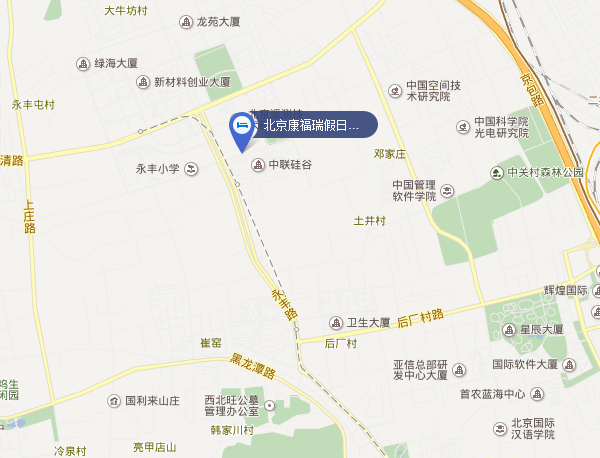 大牛坊村
龙苑大厦
绿海大厦
新材料创业大厦
中国空间技
术研究院
京包路
永丰屯村
北京康福瑞假日...
中国科学院
光电研究院
清路
永丰小学
中联硅谷
邓家庄
中关村森林公园
中国管理
软件学院
上庄路
土井村
辉煌国际
永丰路
卫生大厦
后厂村路
星辰大厦
崔窑
后厂村
黑龙潭路
亚信总部研
发中心大厦
国际软件大厦
闲园
国利来山庄
西北旺公墓
管理办公室
首农蓝海中心
韩家川村
北京国际
汉语学院
冷泉村
亮甲店山